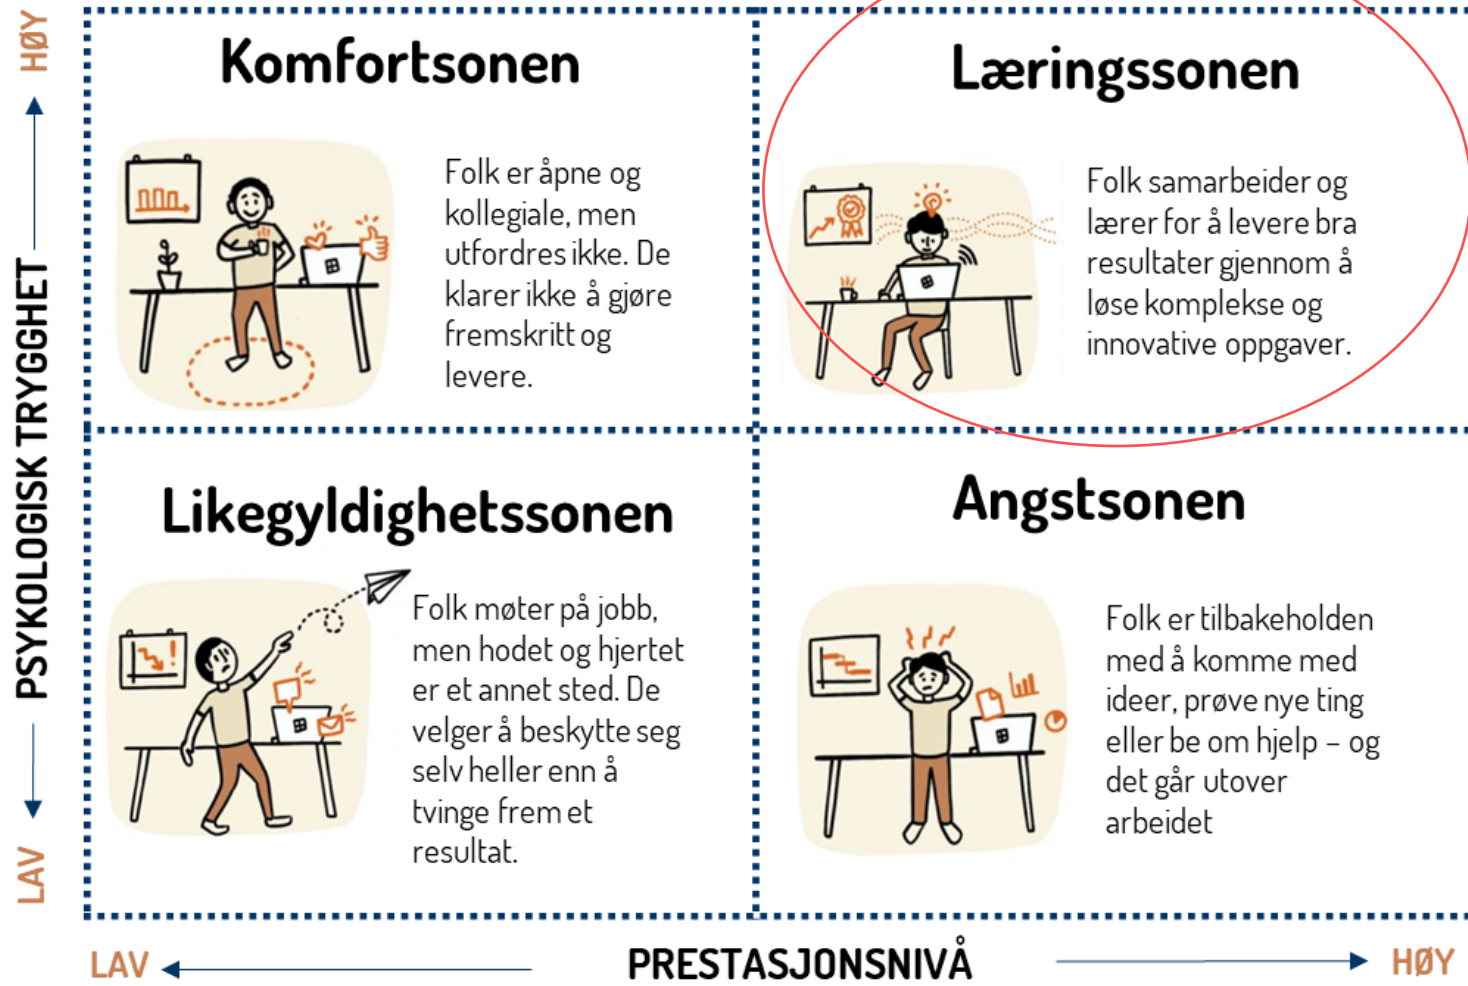 HØY
PSYKOLOGISK TRYGGHET
LAV
Komfortsonen
Folk er åpne og
kollegiale, men
utfordres ikke. De
klarer ikke å gjøre
fremskritt og
levere.
Læringssonen
Folk samarbeider og
lærer for å levere bra
resultater gjennom å
løse komplekse og
innovative oppgaver.
Likegyldighetssonen
Folk møter på jobb,
men hodet og hjertet
er et annet sted. De
velger å beskytte seg
selv heller enn å
tvinge frem et
resultat.
Angstsonen
Folk er tilbakeholden
med å komme med
ideer, prøve nye ting
eller be om hjelp – og
det går utover
arbeidet
LAV
PRESTASJONSNIVÅ
HØY